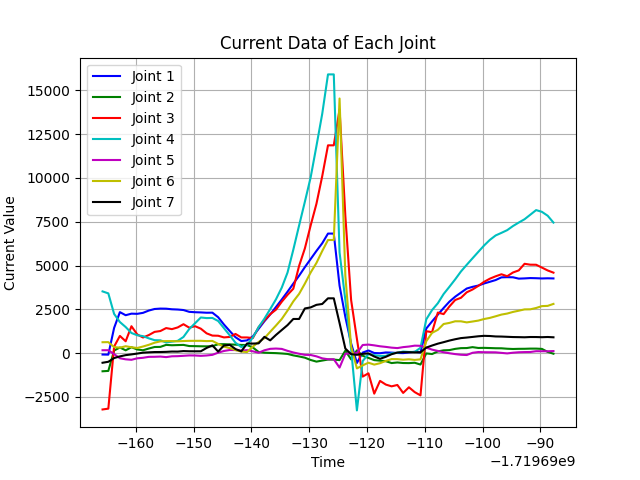 Current Data of Each Joint
Joint 1
Joint 2
Joint 3
Joint 4
Joint 5
Joint 6
Joint 7
Current Value
15000
12500
10000
7500
5000
2500
0
−2500
−160 −150 −140 −130 −120 −110 −100 −90
Time
−1.71969e9